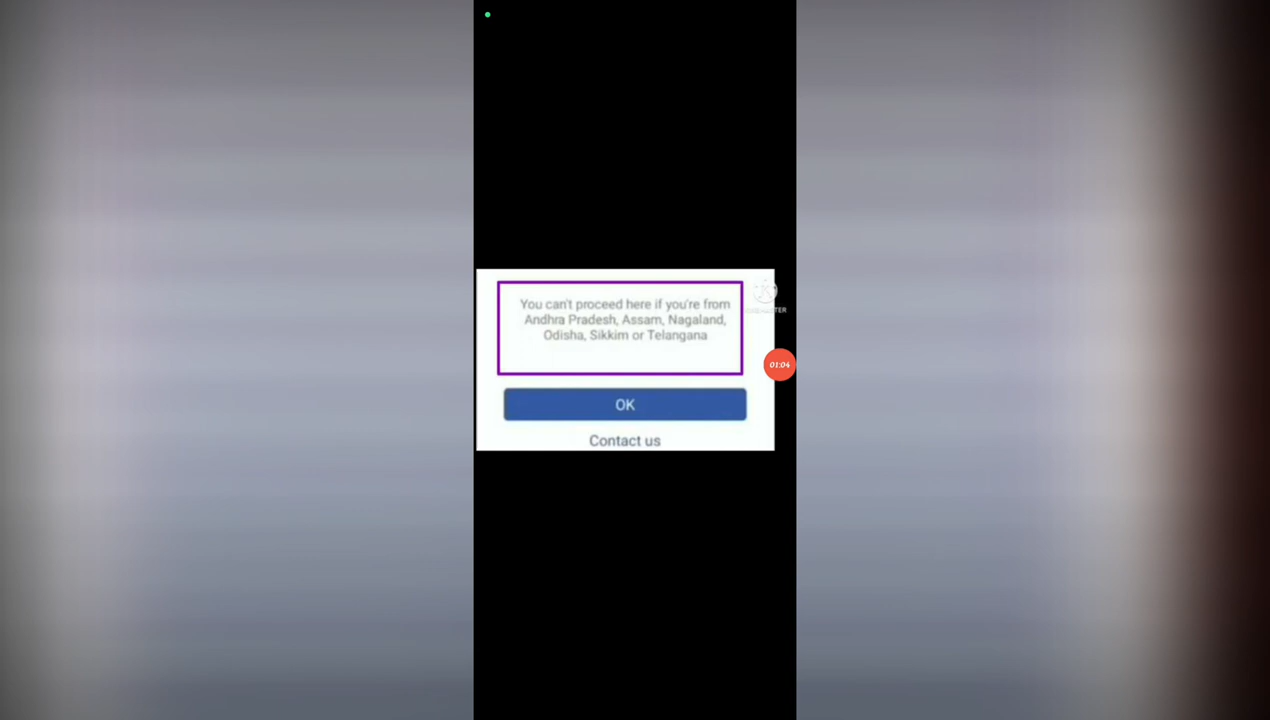 You can't proceed here if you're from
Andhra Pradesh, Assam, Nagaland,
Odisha, Sikkim or Telangana
01:04
OK
Contact us